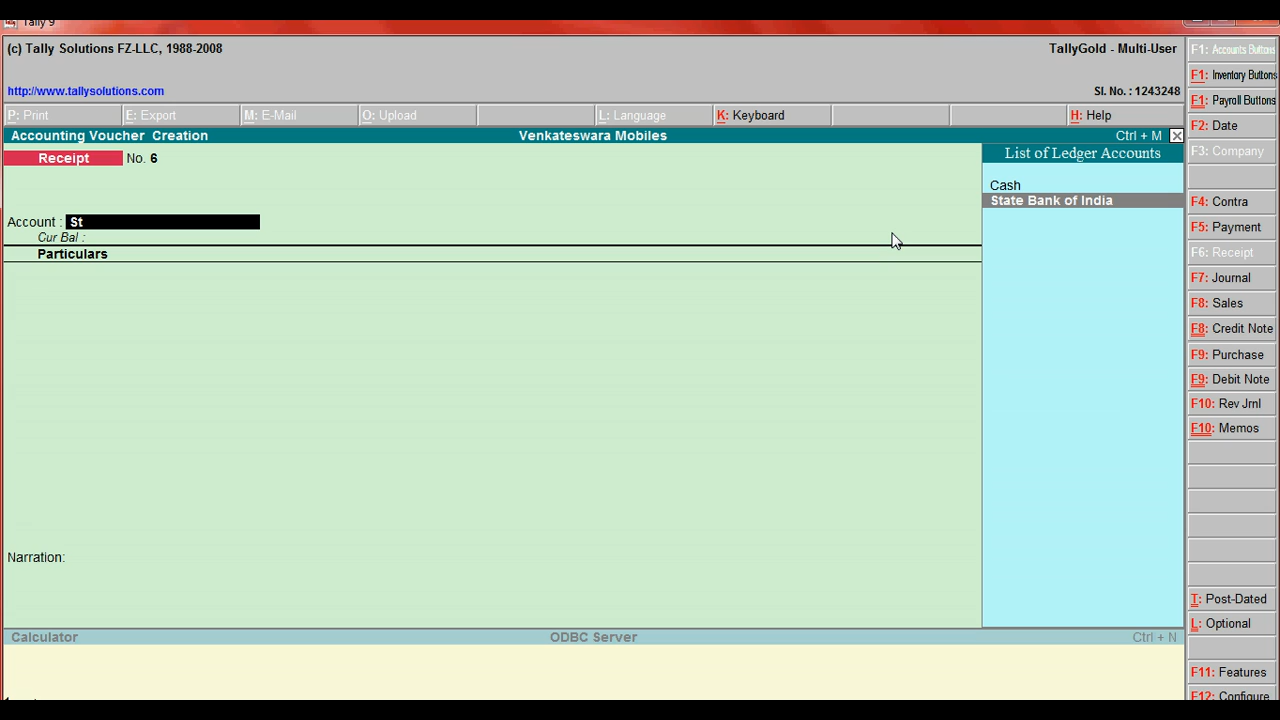 Tally 9
(c) Tally Solutions FZ-LLC, 1988-2008
TallyGold - Multi-User
http://www.tallysolutions.com
Sl. No. : 1243248
P: Print
E: Export
M: E-Mail
O: Upload
L: Language
K: Keyboard
H: Help
Accounting Voucher Creation
Venkateswara Mobiles
Ctrl + M
Receipt No. 6
Account : St
Cur Bal :
Particulars
Narration:
List of Ledger Accounts
Cash
State Bank of India
F1: Accounts Buttons
F1: Inventory Buttons
F1: Payroll Buttons
F2: Date
F3: Company
F4: Contra
F5: Payment
F6: Receipt
F7: Journal
F8: Sales
F8: Credit Note
F9: Purchase
F9: Debit Note
F10: Rev Jrnl
F10: Memos
T: Post-Dated
L: Optional
F11: Features
F12: Configure
Calculator
ODBC Server
Ctrl + N